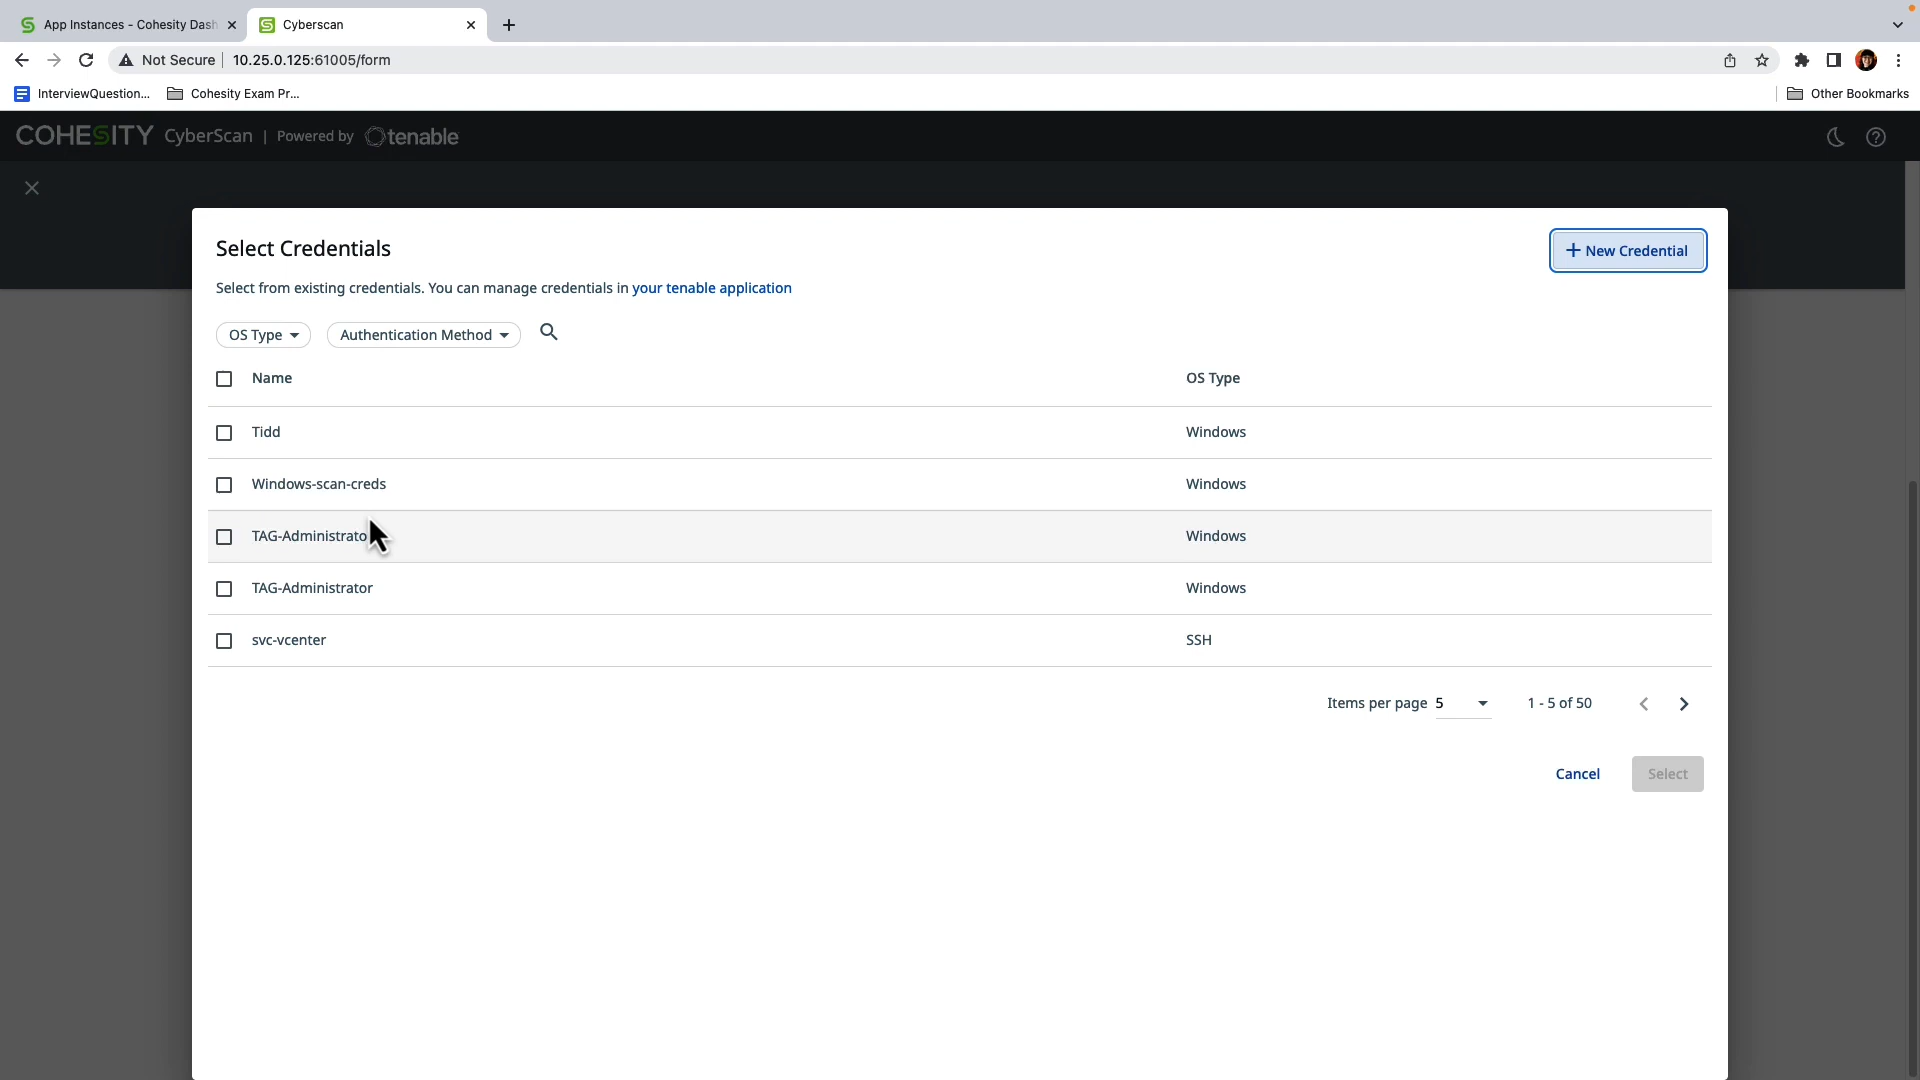 App Instances - Cohesity Dash
Cyberscan
Not Secure
10.25.0.125:61005/form
InterviewQuestion...
Cohesity Exam Pr...
Other Bookmarks
COHESITY CyberScan | Powered by tenable
Select Credentials
+ New Credential
Select from existing credentials. You can manage credentials in your tenable application
OS Type
Authentication Method
Name
OS Type
Tidd
Windows
Windows-scan-creds
Windows
TAG-Administrato
Windows
TAG-Administrator
Windows
svc-vcenter
SSH
Items per page 5
1 - 5 of 50
Cancel
Select